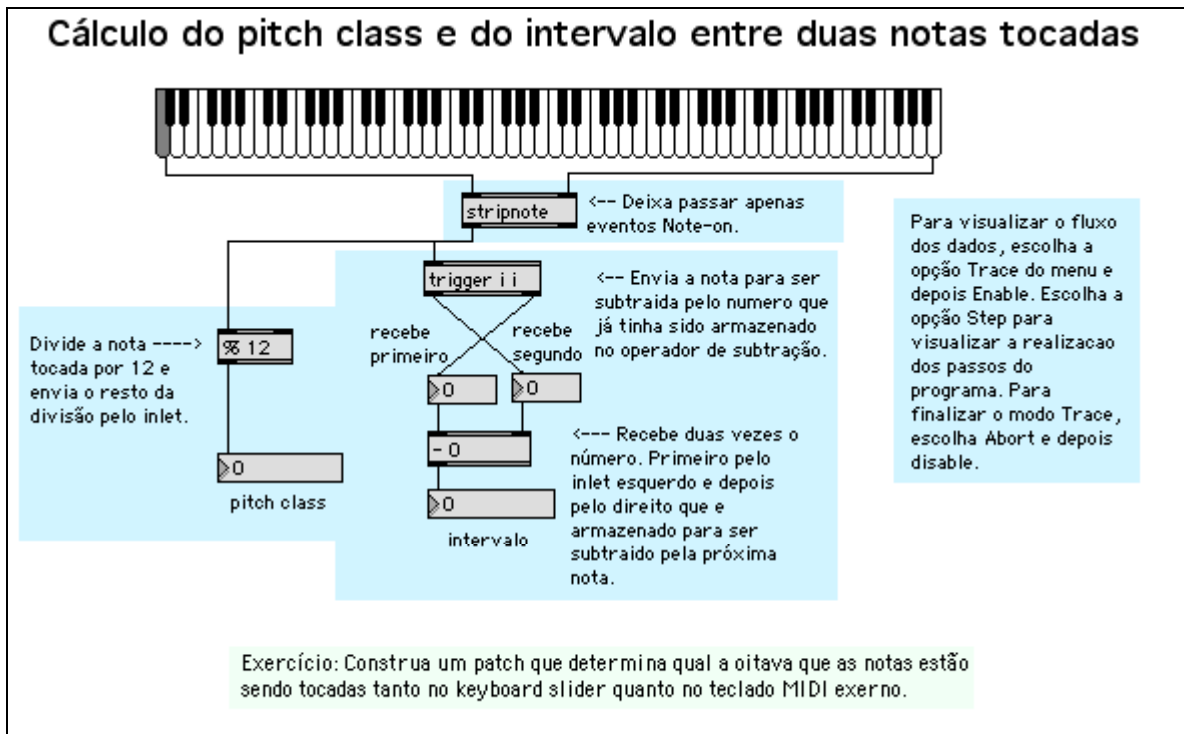 Cálculo do pitch class e do intervalo entre duas notas tocadas
stripnote
<-- Deixa passar apenas
eventos Note-on.
Para visualizar o fluxo
dos dados, escolha a
opção Trace do menu e
depois Enable. Escolha a
opção Step para
visualizar a realizacao
dos passos do
programa. Para
finalizar o modo Trace,
escolha Abort e depois
disable.
trigger i i
<-- Envia a nota para ser
subtraida pelo numero que
já tinha sido armazenado
no operador de subtração.
recebe
primeiro
recebe
segundo
Divide a nota ---->
tocada por 12 e
envia o resto da
divisão pelo inlet.
% 12
0
pitch class
0
0
- 0
0
intervalo
<--- Recebe duas vezes o
número. Primeiro pelo
inlet esquerdo e depois
pelo direito que e
armazenado para ser
subtraido pela próxima
nota.
Exercício: Construa um patch que determina qual a oitava que as notas estão
sendo tocadas tanto no keyboard slider quanto no teclado MIDI exerno.